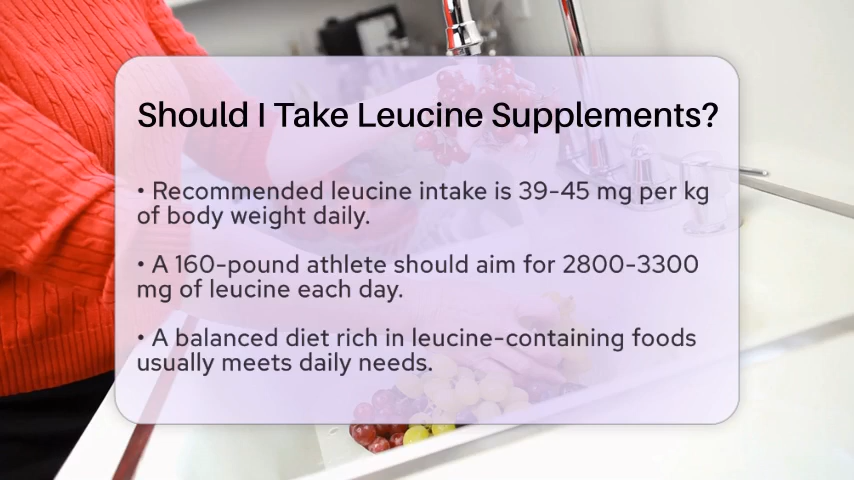 Should I Take Leucine Supplements?
• Recommended leucine intake is 39-45 mg per kg
of body weight daily.
• A 160-pound athlete should aim for 2800-3300
mg of leucine each day.
• A balanced diet rich in leucine-containing foods
usually meets daily needs.